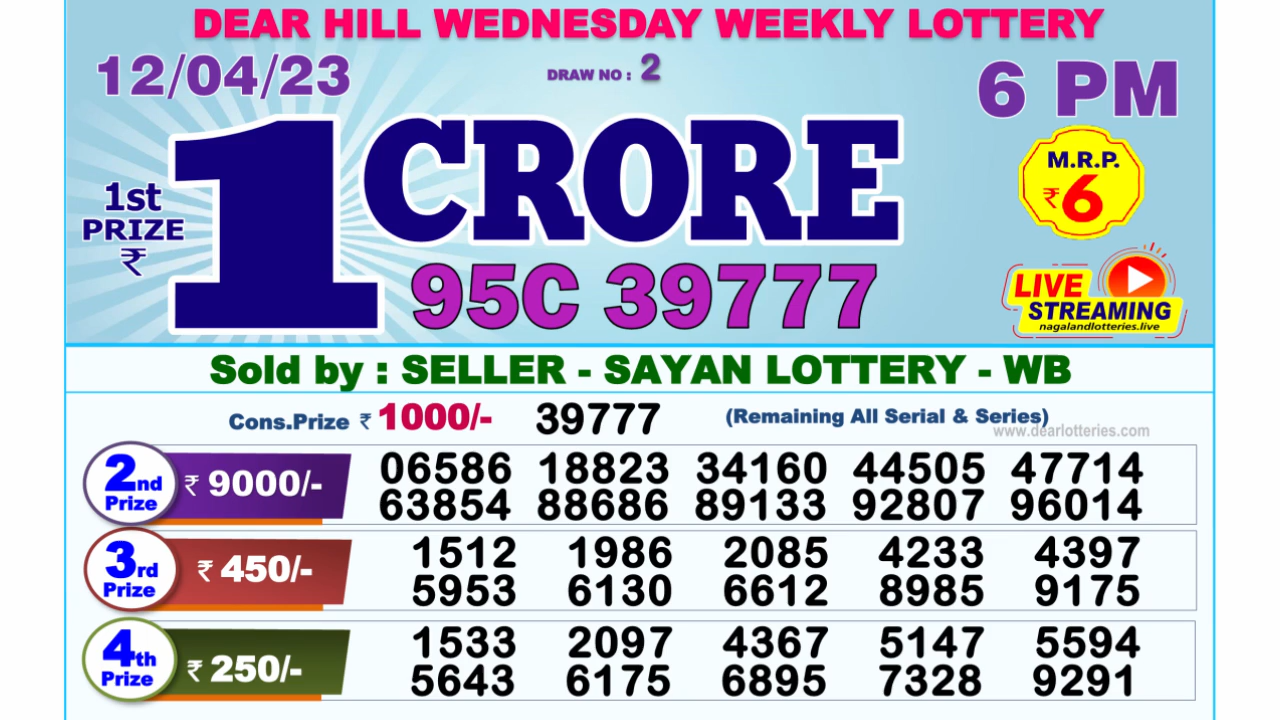 DEAR HILL WEDNESDAY WEEKLY LOTTERY
12/04/23 DRAW NO : 2 6 PM
1st PRIZE ₹ 1 CRORE
M.R.P. ₹ 6
95C 39777
LIVE STREAMING
nagalandlotteries.live
Sold by : SELLER - SAYAN LOTTERY - WB
Cons.Prize ₹ 1000/- 39777 (Remaining All Serial & Series)
www.dearlotteries.com
2nd Prize ₹ 9000/- 06586 18823 34160 44505 47714
63854 88686 89133 92807 96014
3rd Prize ₹ 450/- 1512 1986 2085 4233 4397
5953 6130 6612 8985 9175
4th Prize ₹ 250/- 1533 2097 4367 5147 5594
5643 6175 6895 7328 9291